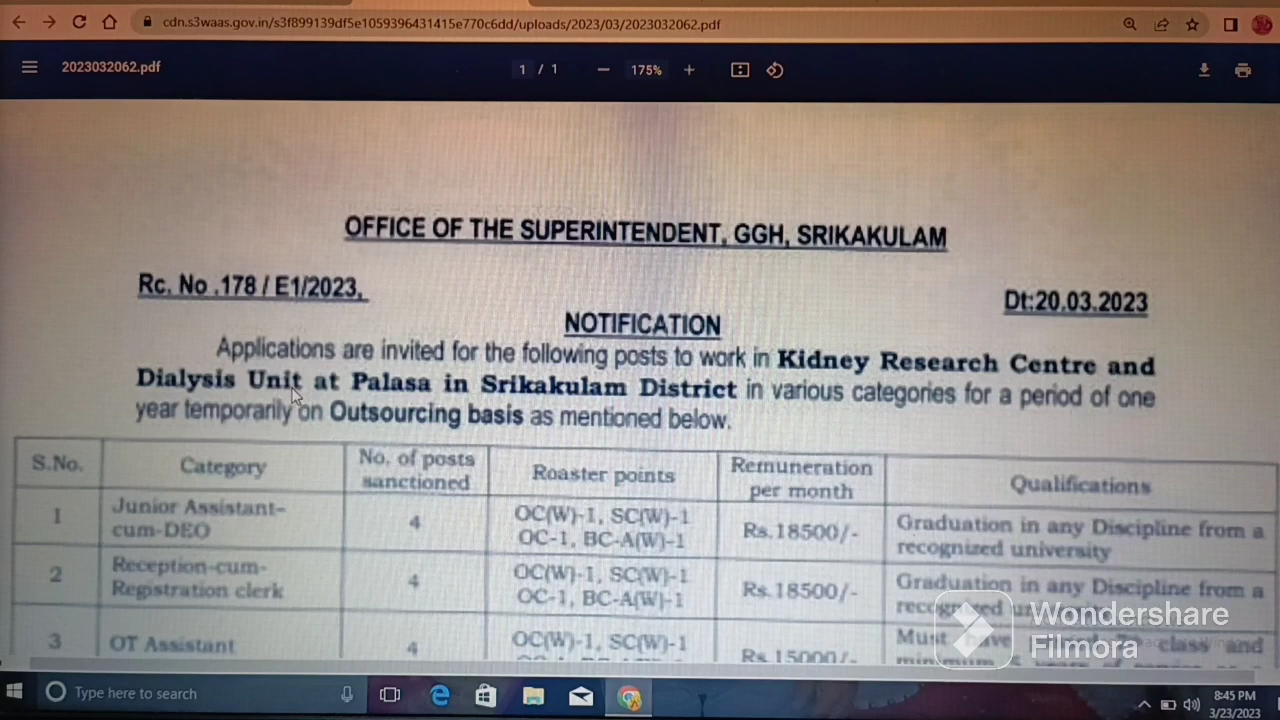 cdn.s3waas.gov.in/s3f899139df5e1059396431415e770c6dd/uploads/2023/03/2023032062.pdf
2023032062.pdf
1 / 1
175%
OFFICE OF THE SUPERINTENDENT, GGH, SRIKAKULAM
Rc. No .178 / E1/2023,
Dt:20.03.2023
NOTIFICATION
Applications are invited for the following posts to work in Kidney Research Centre and
Dialysis Unit at Palasa in Srikakulam District in various categories for a period of one
year temporarily on Outsourcing basis as mentioned below.
S.No. Category No. of posts sanctioned Roaster points Remuneration per month Qualifications
1 Junior Assistant-cum-DEO 4 OC(W)-1, SC(W)-1 OC-1, BC-A(W)-1 Rs.18500/- Graduation in any Discipline from a recognized university
2 Reception-cum-Registration clerk 4 OC(W)-1, SC(W)-1 OC-1, BC-A(W)-1 Rs.18500/- Graduation in any Discipline from a
3 OT Assistant 4 OC(W)-1, SC(W)-1 Rs.15000/- Must have class and
Wondershare
Filmora
Type here to search
8:45 PM
3/23/2023